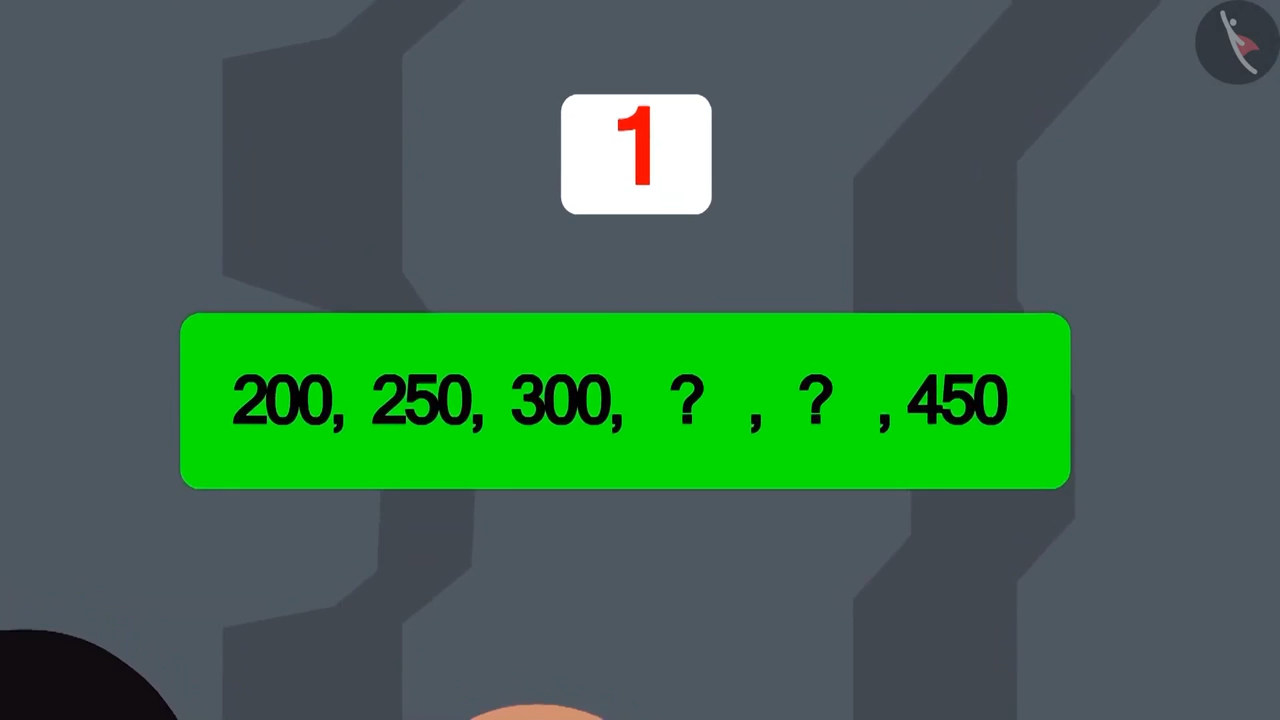 1
200, 250, 300, ? , ? , 450